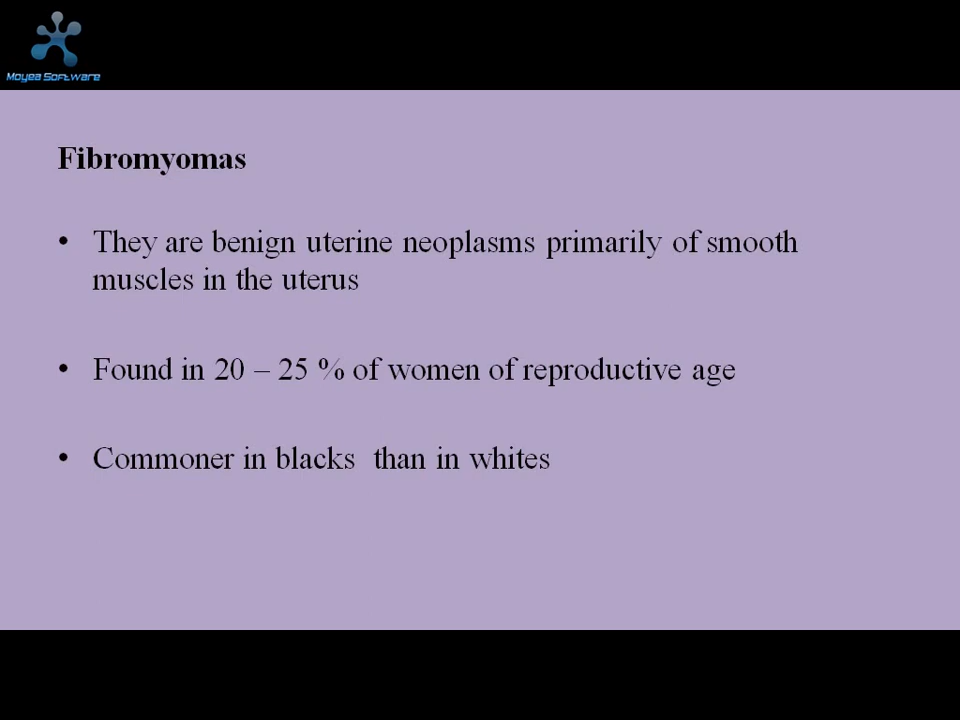 Moyea Software
Fibromyomas
• They are benign uterine neoplasms primarily of smooth
muscles in the uterus
• Found in 20 – 25 % of women of reproductive age
• Commoner in blacks  than in whites